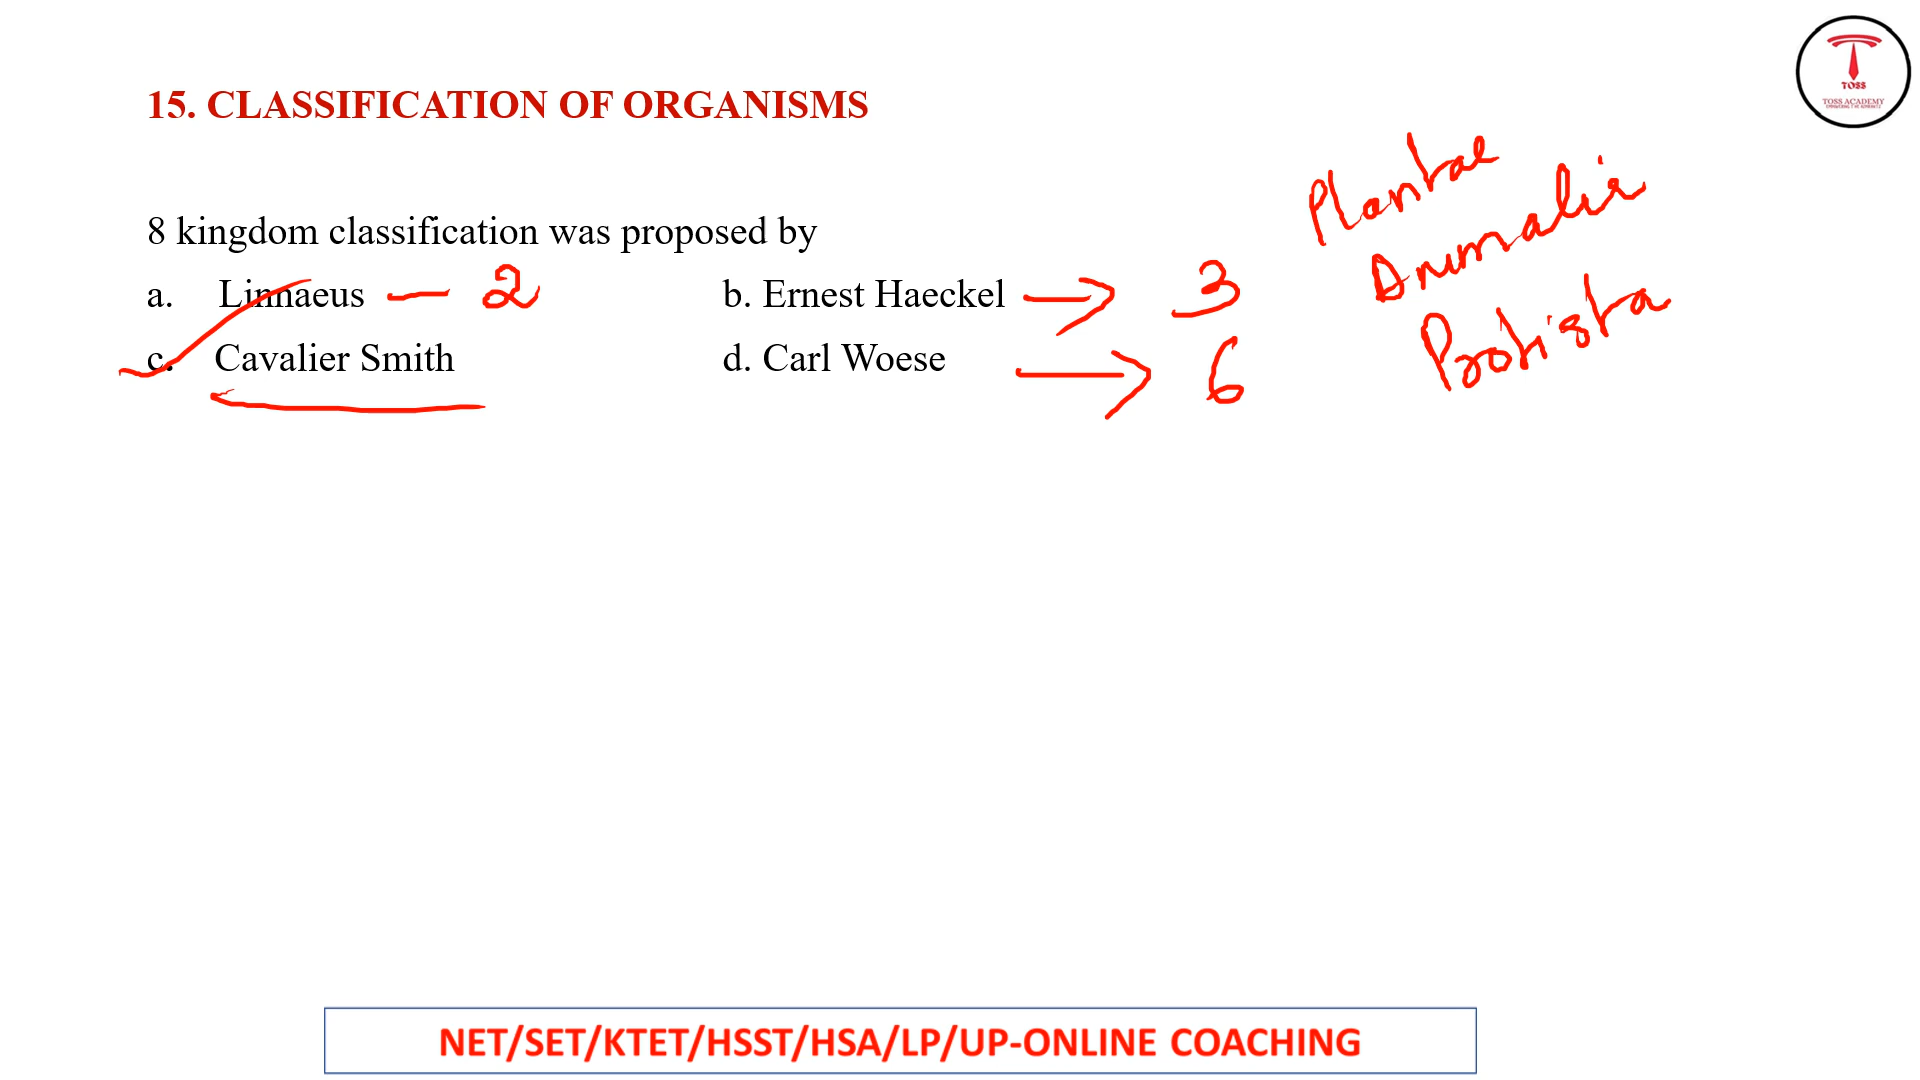 TOSS
TOSS ACADEMY
15. CLASSIFICATION OF ORGANISMS
Plantae
Animalia
Protista
8 kingdom classification was proposed by
a. Linnaeus — 2 b. Ernest Haeckel → 3
c. Cavalier Smith d. Carl Woese → 6
NET/SET/KTET/HSST/HSA/LP/UP-ONLINE COACHING